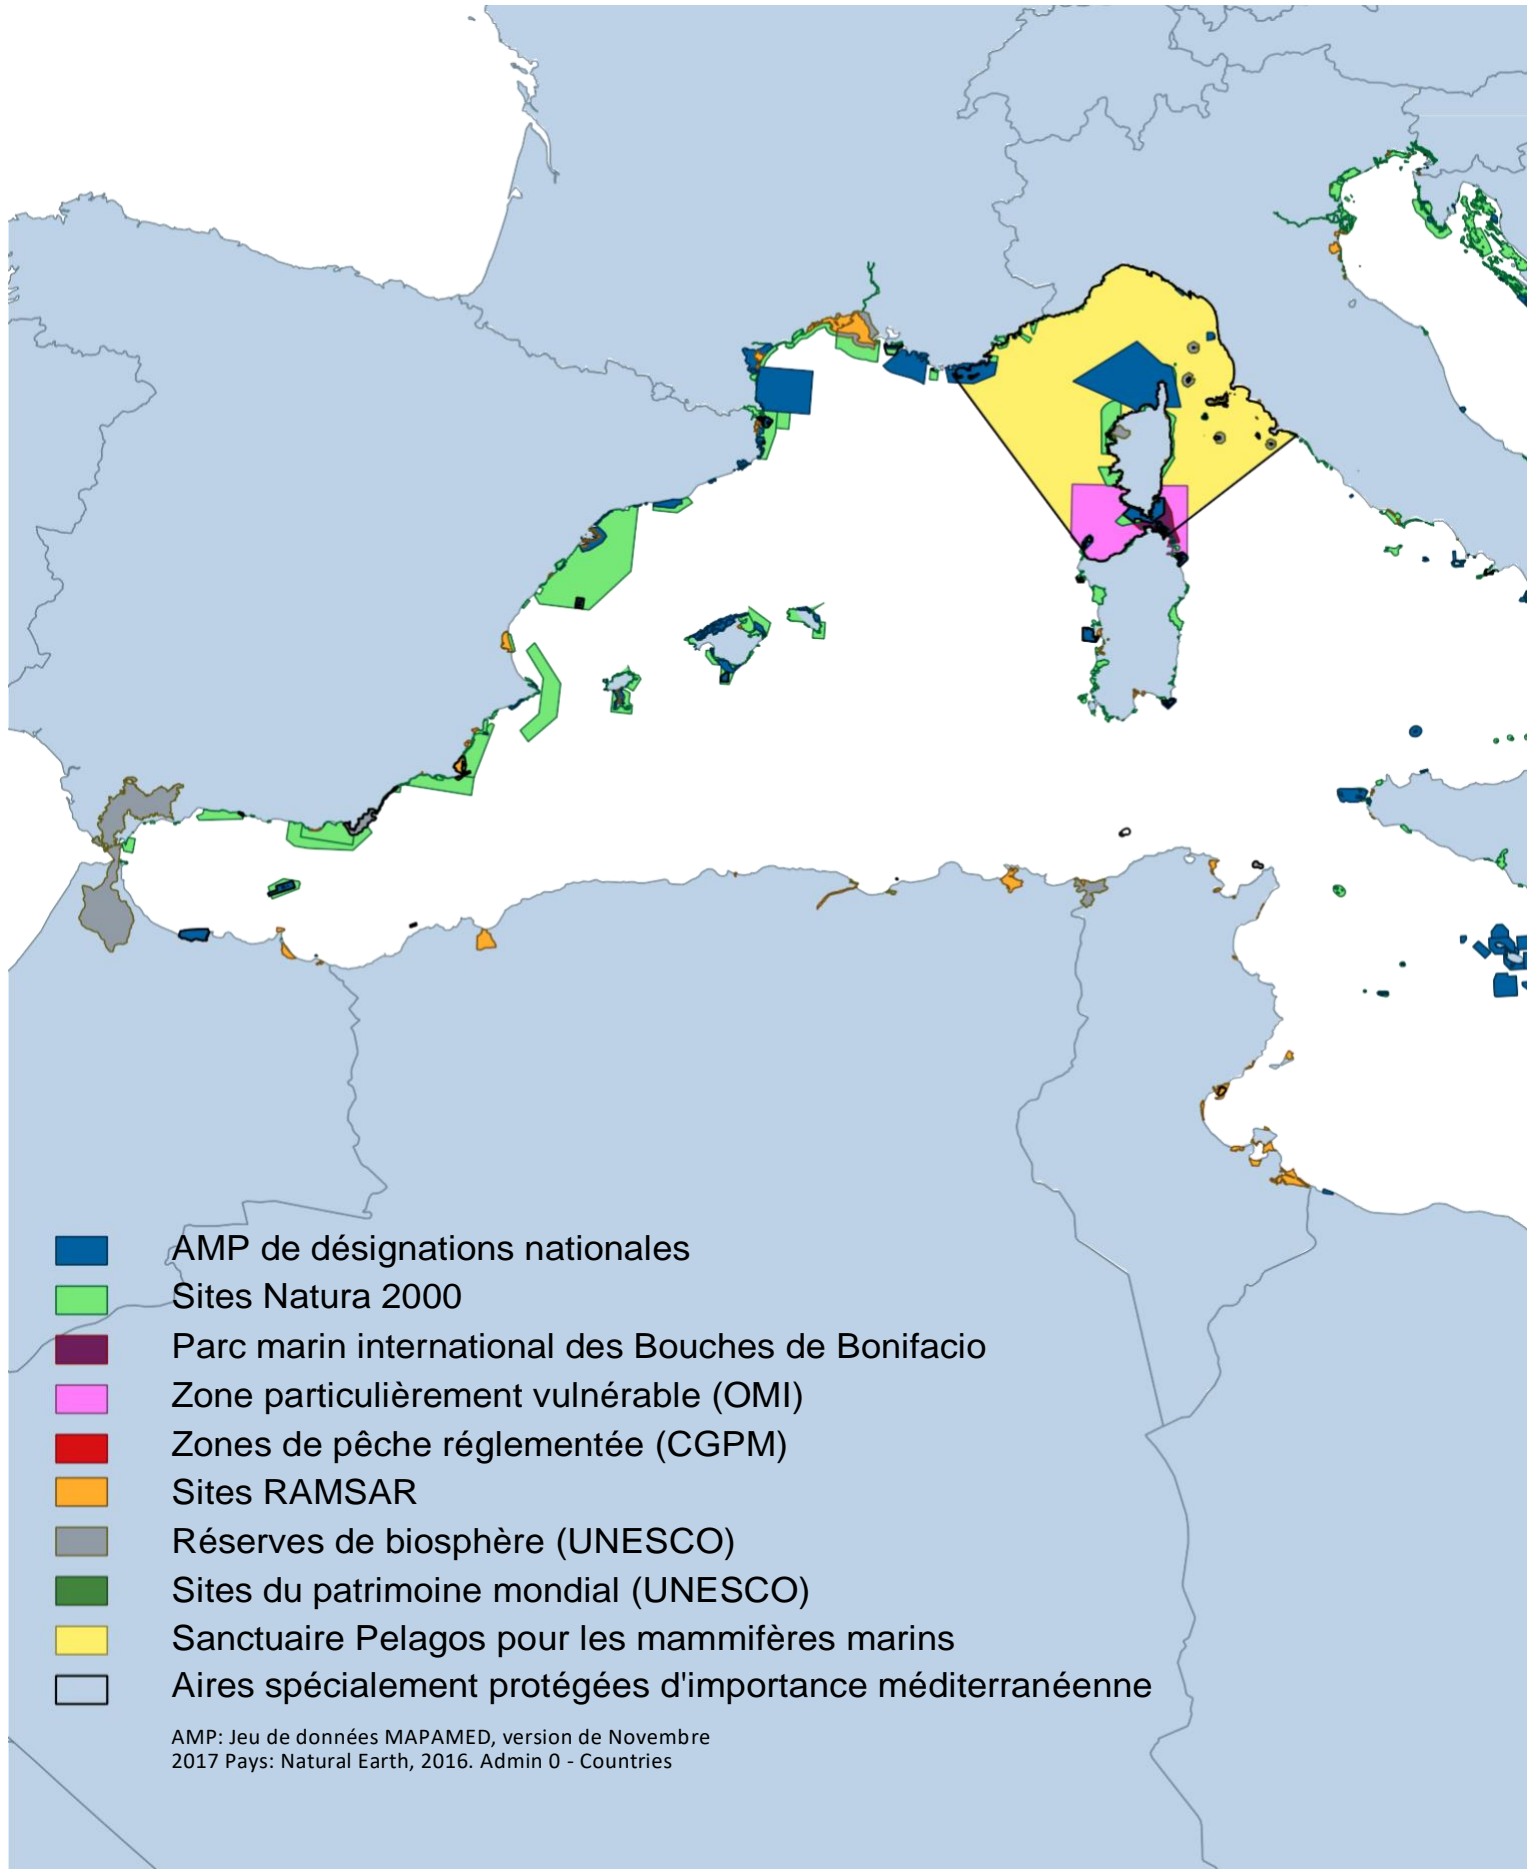 AMP de désignations nationales
Sites Natura 2000
Parc marin international des Bouches de Bonifacio
Zone particulièrement vulnérable (OMI)
Zones de pêche réglementée (CGPM)
Sites RAMSAR
Réserves de biosphère (UNESCO)
Sites du patrimoine mondial (UNESCO)
Sanctuaire Pelagos pour les mammifères marins
Aires spécialement protégées d'importance méditerranéenne
AMP: Jeu de données MAPAMED, version de Novembre
2017 Pays: Natural Earth, 2016. Admin 0 - Countries